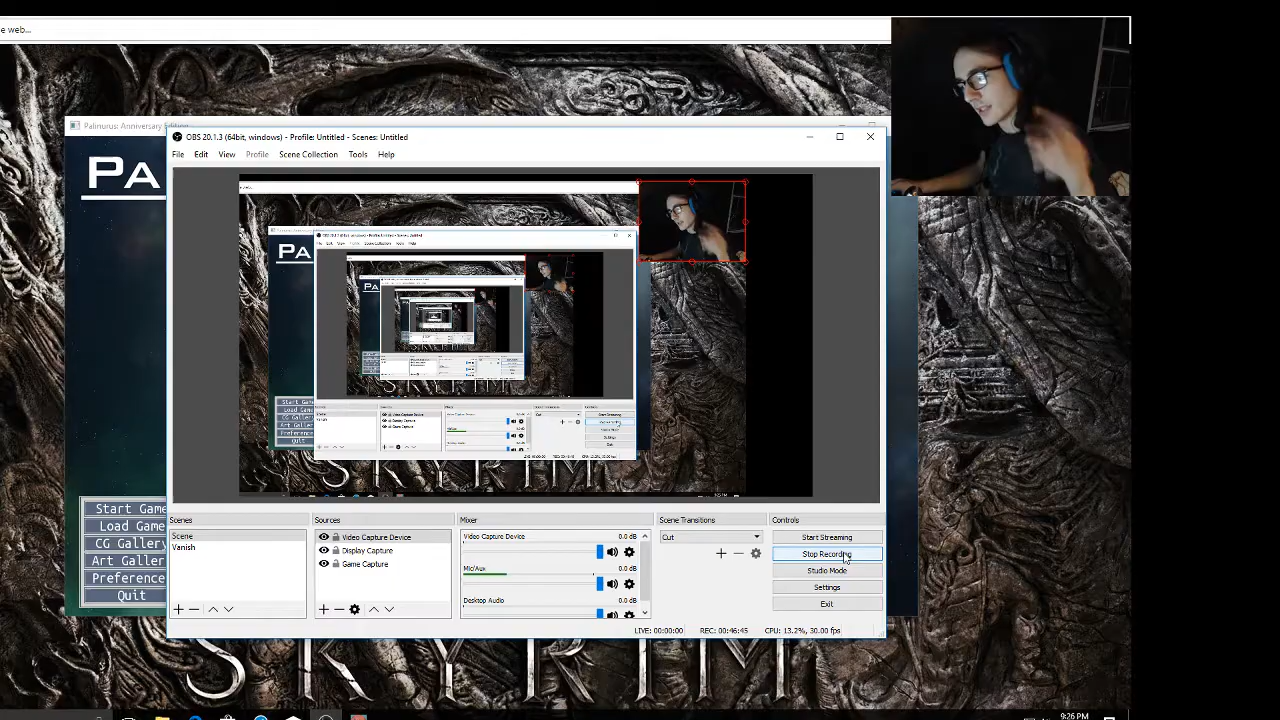 e web...
Palinurus: Anniversary Edition
OBS 20.1.3 (64bit, windows) - Profile: Untitled - Scenes: Untitled
File Edit View Profile Scene Collection Tools Help
PA
Start Game
Load Game
CG Gallery
Art Galler
Preference
Quit
Scenes
Scene
Vanish
Sources
Video Capture Device
Display Capture
Game Capture
Mixer
Video Capture Device 0.0 dB
Mic/Aux 0.0 dB
Desktop Audio 0.0 dB
Scene Transitions
Cut
Controls
Start Streaming
Stop Recording
Studio Mode
Settings
Exit
LIVE: 00:00:00 REC: 00:46:45 CPU: 13.2%, 30.00 fps
SKYRIM
9:26 PM